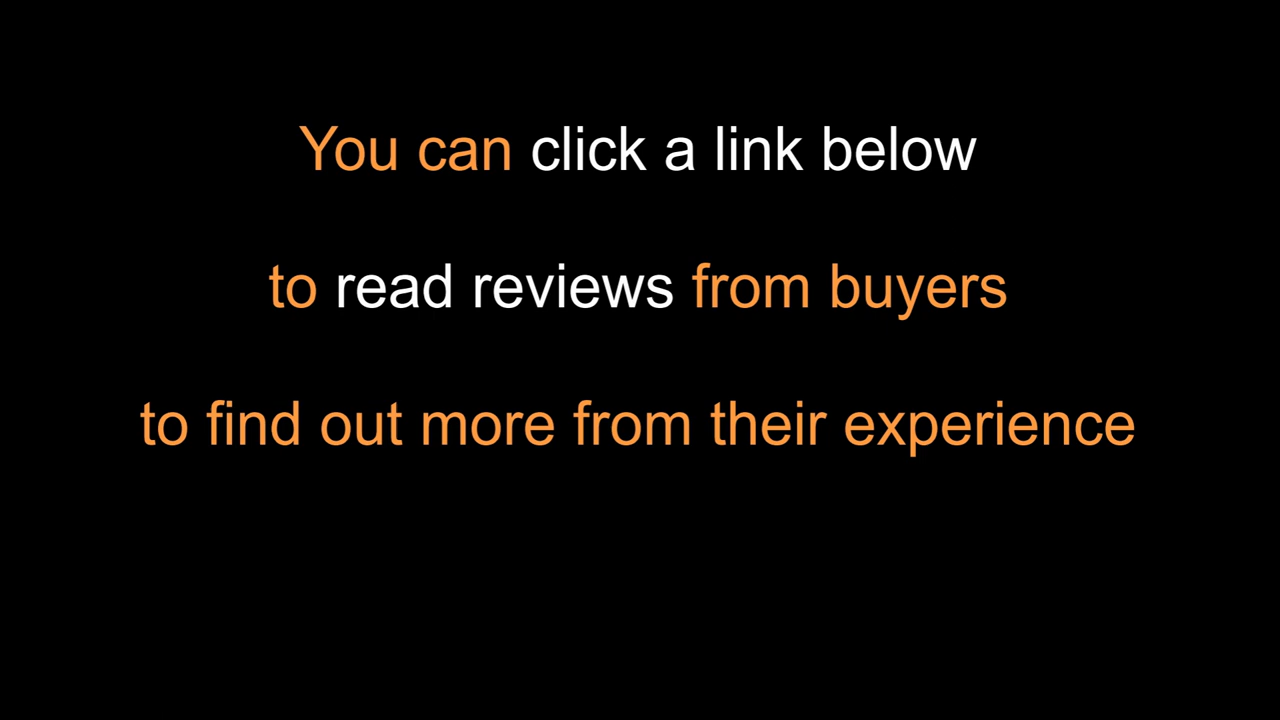 You can click a link below
to read reviews from buyers
to find out more from their experience